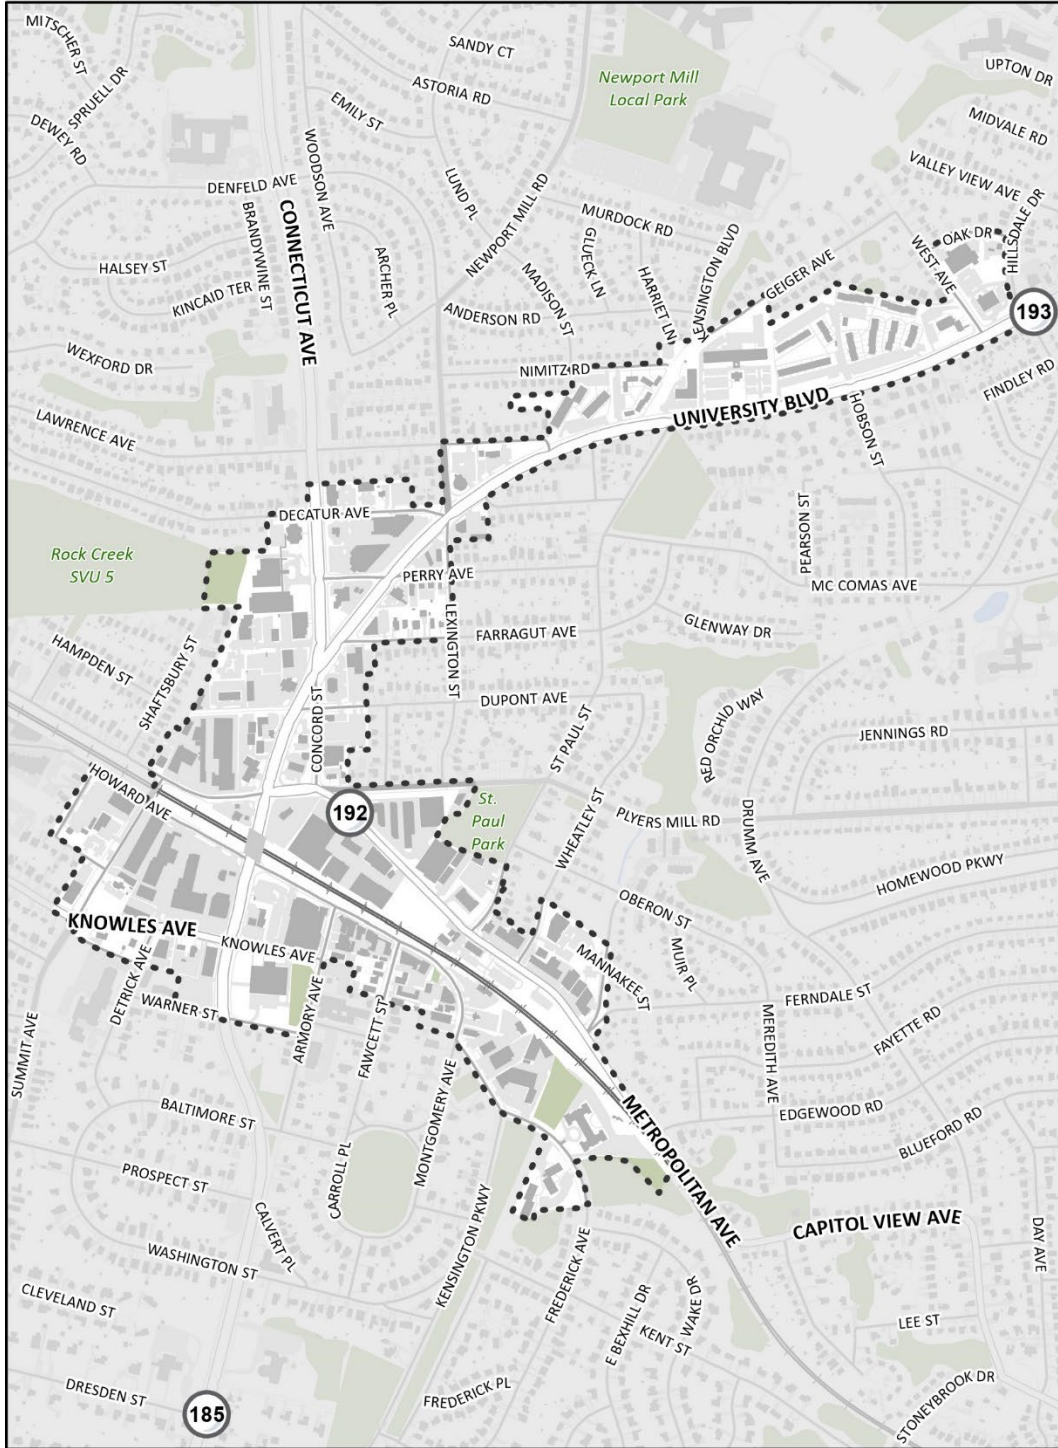 MITSCHER ST
SPRUELL DR
DEWEY RD
SANDY CT
ASTORIA RD
EMILY ST
Newport Mill
Local Park
UPTON DR
MIDVALE RD
VALLEY VIEW AVE
WOODSON AVE
DENFELD AVE
BRANDYWINE ST
CONNECTICUT AVE
LUND PL
NEWPORT MILL RD
MURDOCK RD
GLUECK LN
KENSINGTON BLVD
GEIGER AVE
WEST AVE
OAK DR
HILLSDALE DR
HALSEY ST
KINCAID TER
ARCHER PL
MADISON ST
HARRIET LN
ANDERSON RD
193
WEXFORD DR
NIMITZ RD
FINDLEY RD
LAWRENCE AVE
UNIVERSITY BLVD
HOBSON ST
DECATUR AVE
PEARSON ST
Rock Creek
SVU 5
PERRY AVE
MC COMAS AVE
LEXINGTON ST
FARRAGUT AVE
GLENWAY DR
HAMPDEN ST
SHAFTSBURY ST
CONCORD ST
DUPONT AVE
ST PAUL ST
RED ORCHID WAY
JENNINGS RD
HOWARD AVE
192
St.
Paul
Park
WHEATLEY ST
PLYERS MILL RD
DRUMM AVE
HOMEWOOD PKWY
KNOWLES AVE
KNOWLES AVE
OBERON ST
MUIR PL
MANNAKEE ST
DETRICK AVE
WARNER ST
ARMORY AVE
FAWCETT ST
FERNDALE ST
FAYETTE RD
MEREDITH AVE
SUMMIT AVE
BALTIMORE ST
MONTGOMERY AVE
EDGEWOOD RD
BLUEFORD RD
METROPOLITAN AVE
PROSPECT ST
CARROLL PL
CALVERT PL
CAPITOL VIEW AVE
DAY AVE
WASHINGTON ST
KENSINGTON PKWY
FREDERICK AVE
CLEVELAND ST
E BEXHILL DR
WAKE DR
KENT ST
LEE ST
DRESDEN ST
185
FREDERICK PL
STONEYBROOK DR